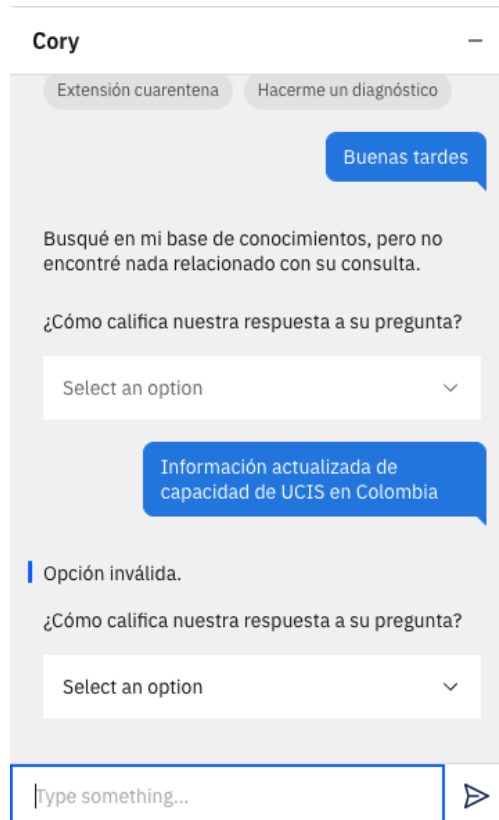 Cory
Extensión cuarentena
Hacerme un diagnóstico
Buenas tardes
Busqué en mi base de conocimientos, pero no
encontré nada relacionado con su consulta.
¿Cómo califica nuestra respuesta a su pregunta?
Select an option
Información actualizada de
capacidad de UCIS en Colombia
Opción inválida.
¿Cómo califica nuestra respuesta a su pregunta?
Select an option
Type something...